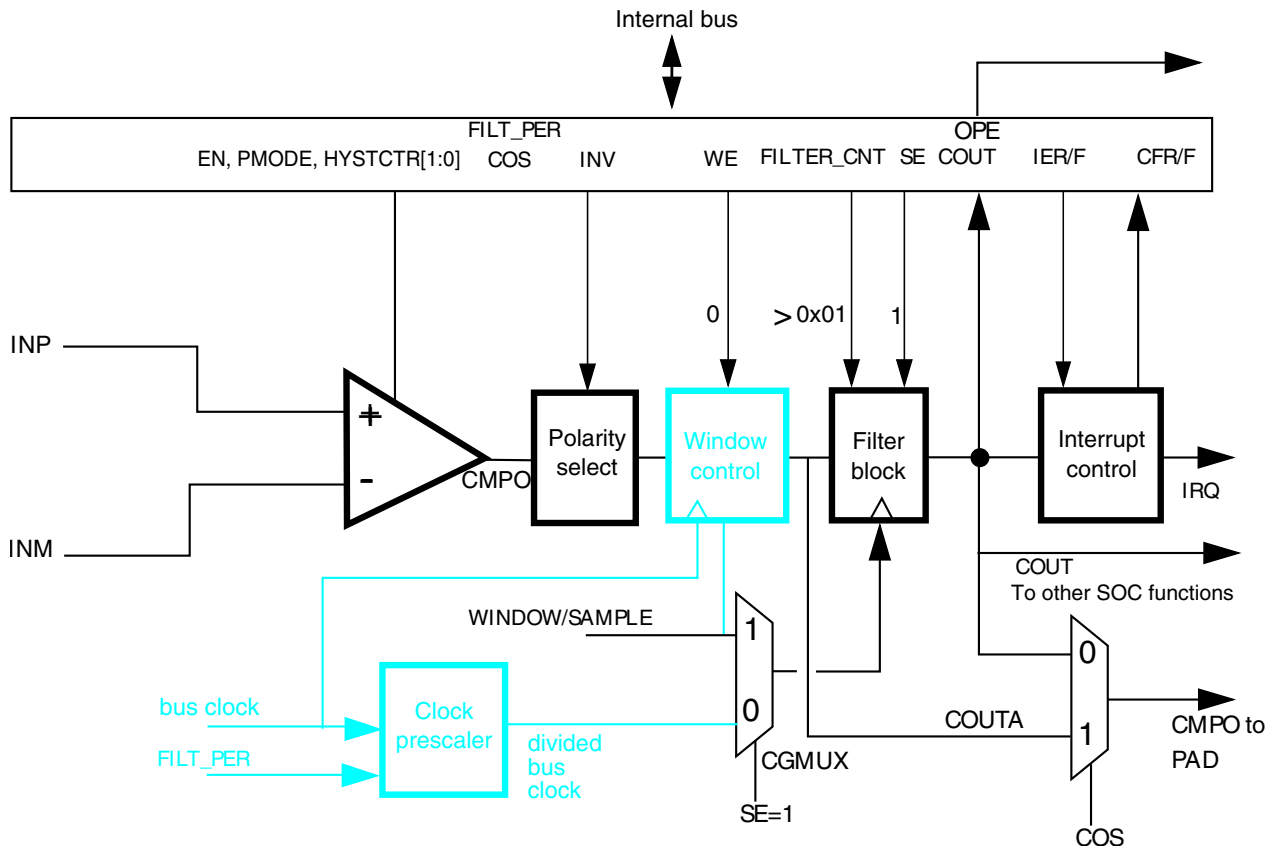 Internal bus
FILT_PER
OPE
EN, PMODE, HYSTCTR[1:0] COS INV WE FILTER_CNT SE COUT IER/F CFR/F
0 > 0x01 1
INP
+
-
INM
CMPO
Polarity
select
Window
control
Filter
block
Interrupt
control
IRQ
COUT
To other SOC functions
WINDOW/SAMPLE
1
0
CGMUX
SE=1
bus clock
FILT_PER
Clock
prescaler
divided
bus
clock
COUTA
0
1
CMPO to
PAD
COS